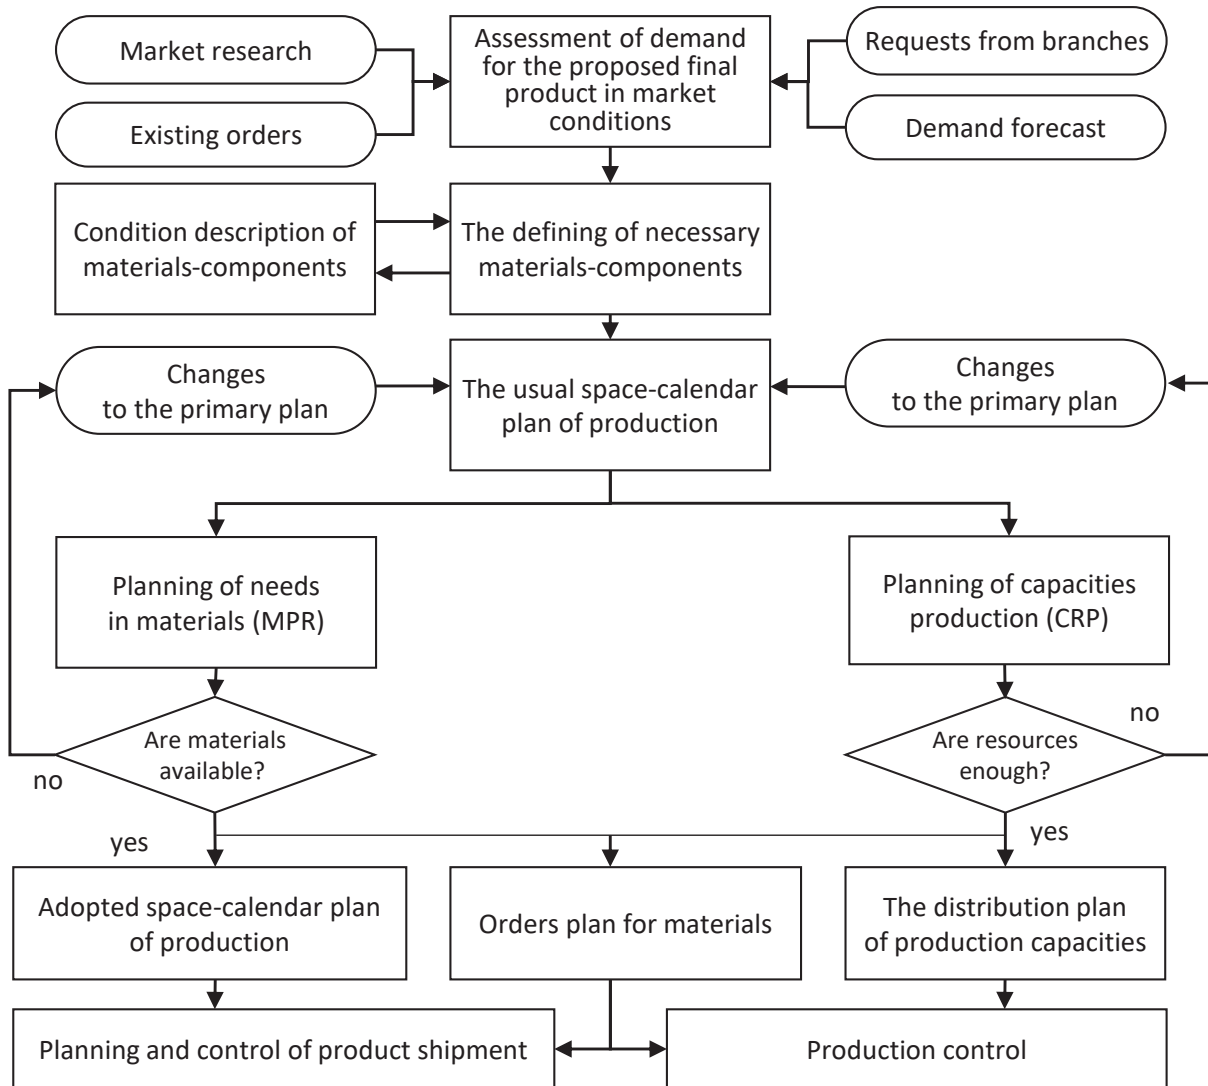 Market research
Existing orders
Assessment of demand
for the proposed final
product in market
conditions
Requests from branches
Demand forecast
Condition description of
materials-components
The defining of necessary
materials-components
Changes
to the primary plan
The usual space-calendar
plan of production
Changes
to the primary plan
Planning of needs
in materials (MPR)
Planning of capacities
production (CRP)
Are materials
available?
no
Are resources
enough?
no
yes
yes
Adopted space-calendar plan
of production
Orders plan for materials
The distribution plan
of production capacities
Planning and control of product shipment
Production control